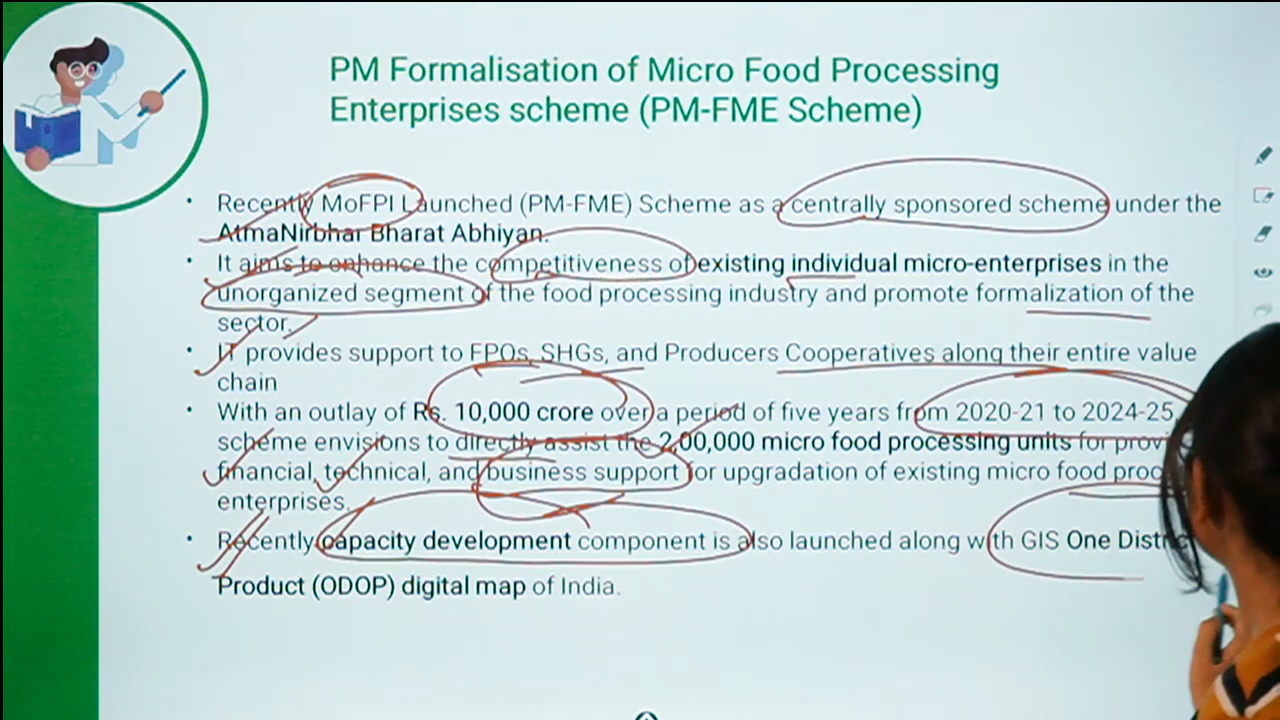 PM Formalisation of Micro Food Processing
Enterprises scheme (PM-FME Scheme)
• Recently MoFPI Launched (PM-FME) Scheme as a centrally sponsored scheme under the
AtmaNirbhar Bharat Abhiyan.
• It aims to enhance the competitiveness of existing individual micro-enterprises in the
unorganized segment of the food processing industry and promote formalization of the
sector.
• IT provides support to FPOs, SHGs, and Producers Cooperatives along their entire value
chain
• With an outlay of Rs. 10,000 crore over a period of five years from 2020-21 to 2024-25,
scheme envisions to directly assist the 2,00,000 micro food processing units for
financial, technical, and business support for upgradation of existing micro food
enterprises.
• Recently capacity development component is also launched along with GIS One
Product (ODOP) digital map of India.